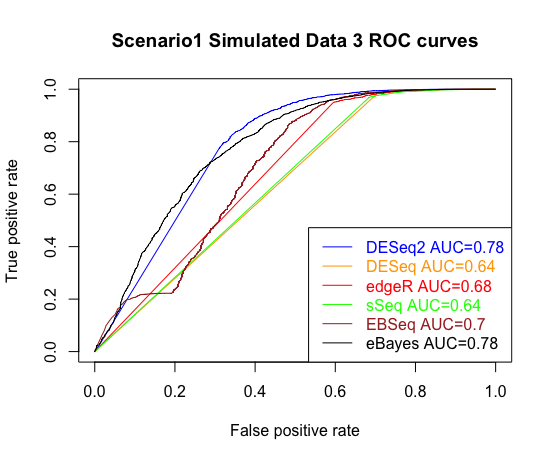 Scenario1 Simulated Data 3 ROC curves
True positive rate
1.0
0.8
0.6
0.4
0.2
0.0
DESeq2 AUC=0.78
DESeq AUC=0.64
edgeR AUC=0.68
sSeq AUC=0.64
EBSeq AUC=0.7
eBayes AUC=0.78
0.0 0.2 0.4 0.6 0.8 1.0
False positive rate